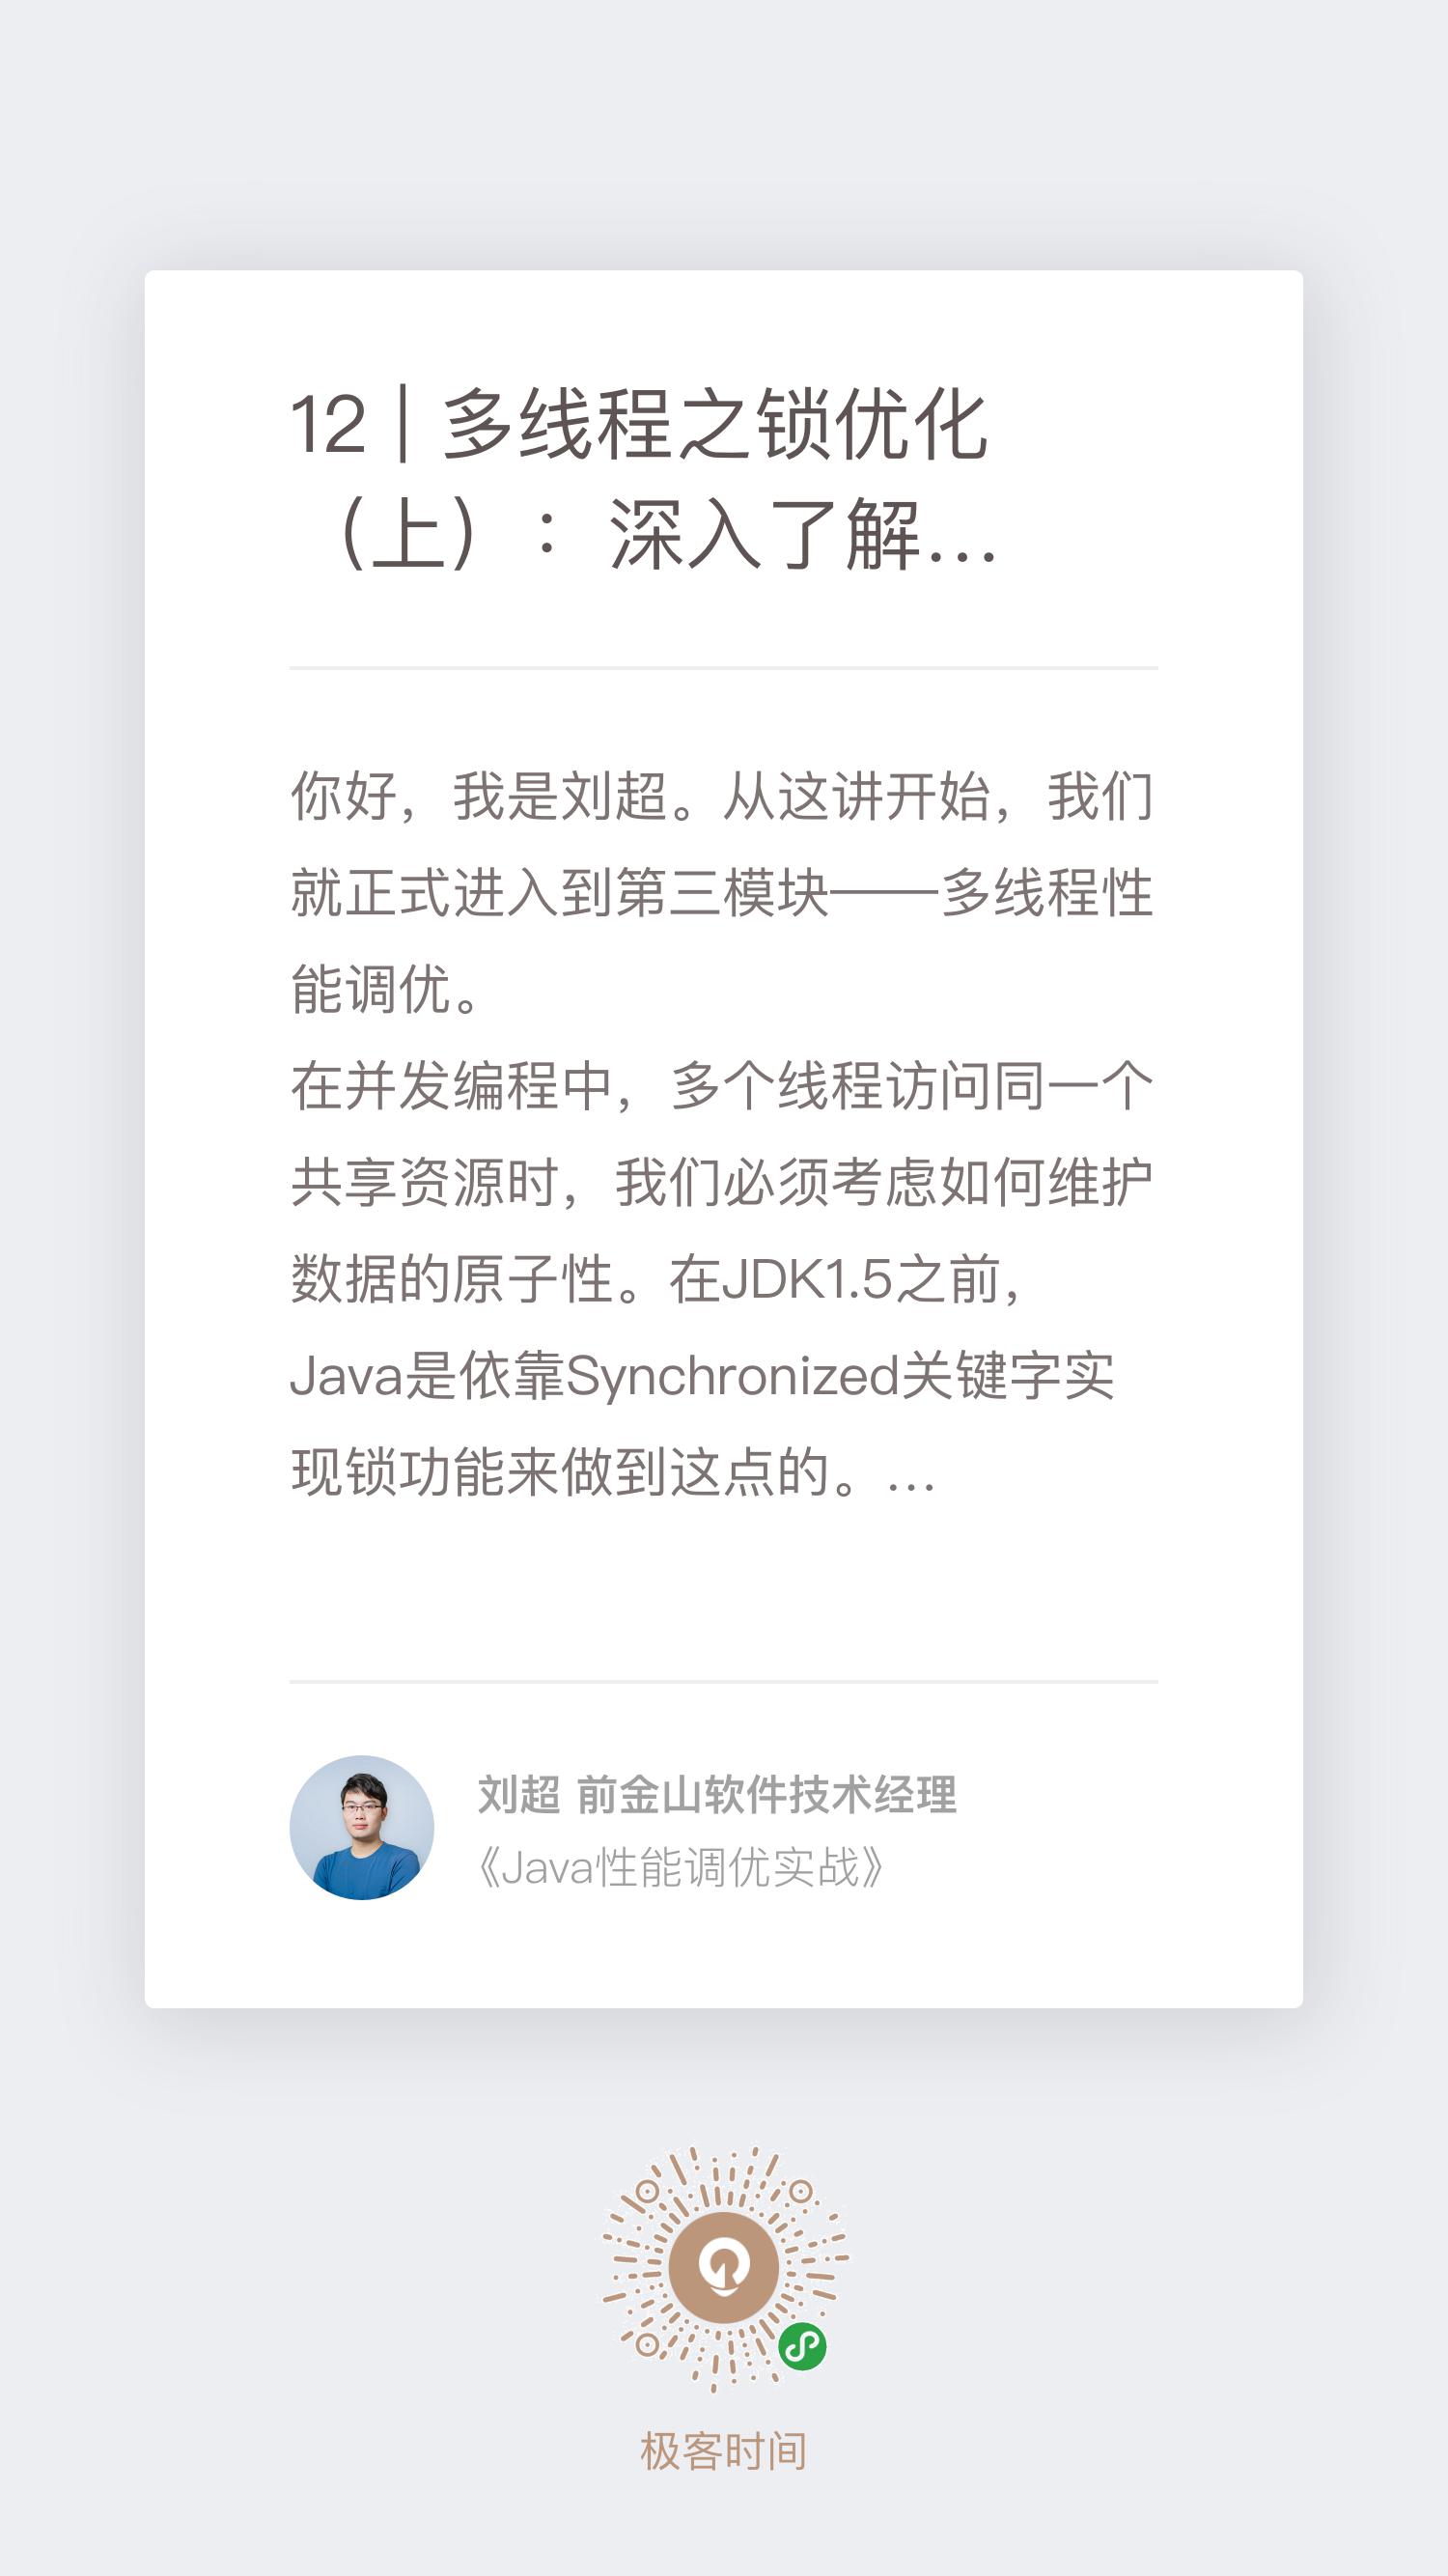 12 | 多线程之锁优化
（上）：深入了解...
你好，我是刘超。从这讲开始，我们
就正式进入到第三模块——多线程性
能调优。
在并发编程中，多个线程访问同一个
共享资源时，我们必须考虑如何维护
数据的原子性。在JDK1.5之前，
Java是依靠Synchronized关键字实
现锁功能来做到这点的。...
刘超 前金山软件技术经理
《Java性能调优实战》
极客时间